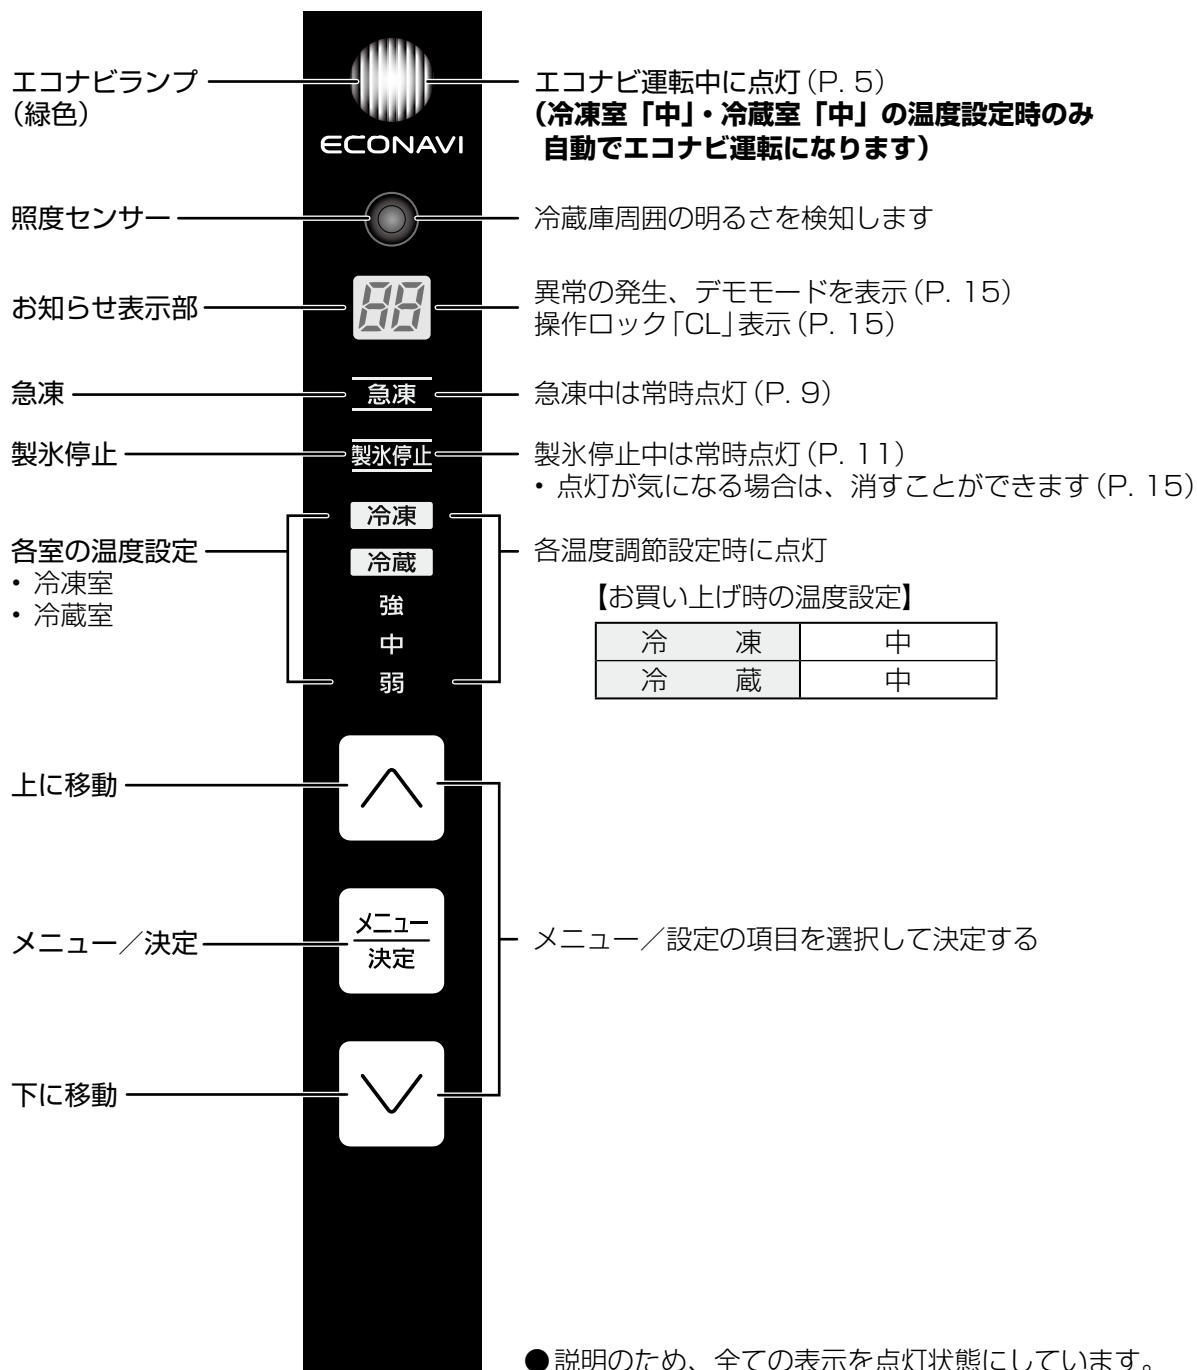 エコナビランプ
（緑色）
ECONAVI
エコナビ運転中に点灯（P. 5）
（冷凍室「中」・冷蔵室「中」の温度設定時のみ
自動でエコナビ運転になります）
照度センサー
冷蔵庫周囲の明るさを検知します
お知らせ表示部
88
異常の発生、デモモードを表示（P. 15）
操作ロック「CL」表示（P. 15）
急凍
急凍
急凍中は常時点灯（P. 9）
製氷停止
製氷停止
製氷停止中は常時点灯（P. 11）
• 点灯が気になる場合は、消すことができます（P. 15）
各室の温度設定
• 冷凍室
• 冷蔵室
冷凍
冷蔵
強
中
弱
各温度調節設定時に点灯
【お買い上げ時の温度設定】
冷　凍　中
冷　蔵　中
上に移動
メニュー／決定
メニュー
決定
メニュー／設定の項目を選択して決定する
下に移動
●説明のため、全ての表示を点灯状態にしています。